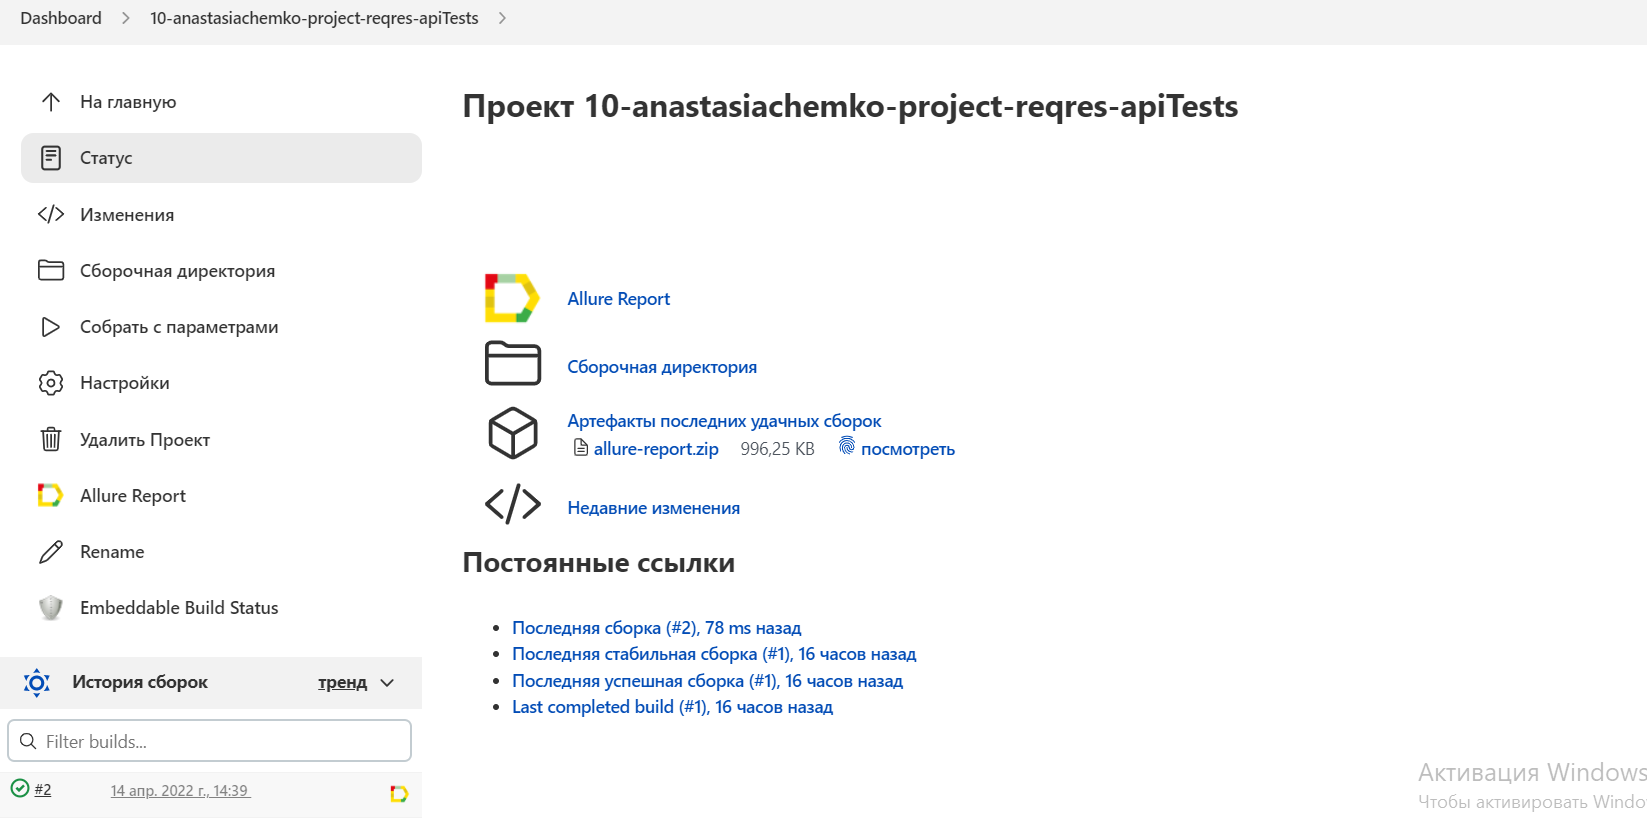 Dashboard
10-anastasiachemko-project-reqres-apiTests
На главную
Статус
Изменения
Сборочная директория
Собрать с параметрами
Настройки
Удалить Проект
Allure Report
Rename
Embeddable Build Status
История сборок
тренд
Filter builds...
#2
14 апр. 2022 г., 14:39
Проект 10-anastasiachemko-project-reqres-apiTests
Allure Report
Сборочная директория
Артефакты последних удачных сборок
allure-report.zip 996,25 KB посмотреть
Недавние изменения
Постоянные ссылки
Последняя сборка (#2), 78 ms назад
Последняя стабильная сборка (#1), 16 часов назад
Последняя успешная сборка (#1), 16 часов назад
Last completed build (#1), 16 часов назад
Активация Windows
Чтобы активировать Windo